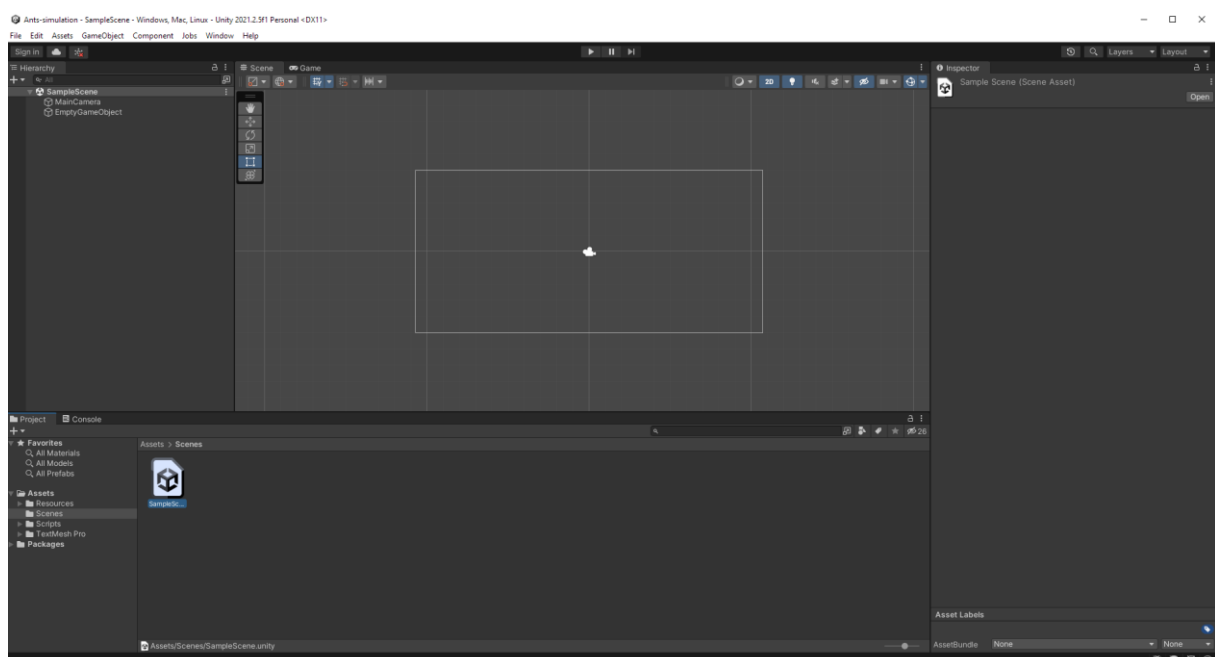 Ants-simulation - SampleScene - Windows, Mac, Linux - Unity 2021.2.5f1 Personal <DX11>
File Edit Assets GameObject Component Jobs Window Help
Sign in
Layers
Layout
Hierarchy
All
SampleScene
MainCamera
EmptyGameObject
Scene
Game
2D
Inspector
Sample Scene (Scene Asset)
Open
Project
Console
26
Favorites
All Materials
All Models
All Prefabs
Assets
Resources
Scenes
Scripts
TextMesh Pro
Packages
Assets > Scenes
SampleSc...
Assets/Scenes/SampleScene.unity
Asset Labels
AssetBundle None None